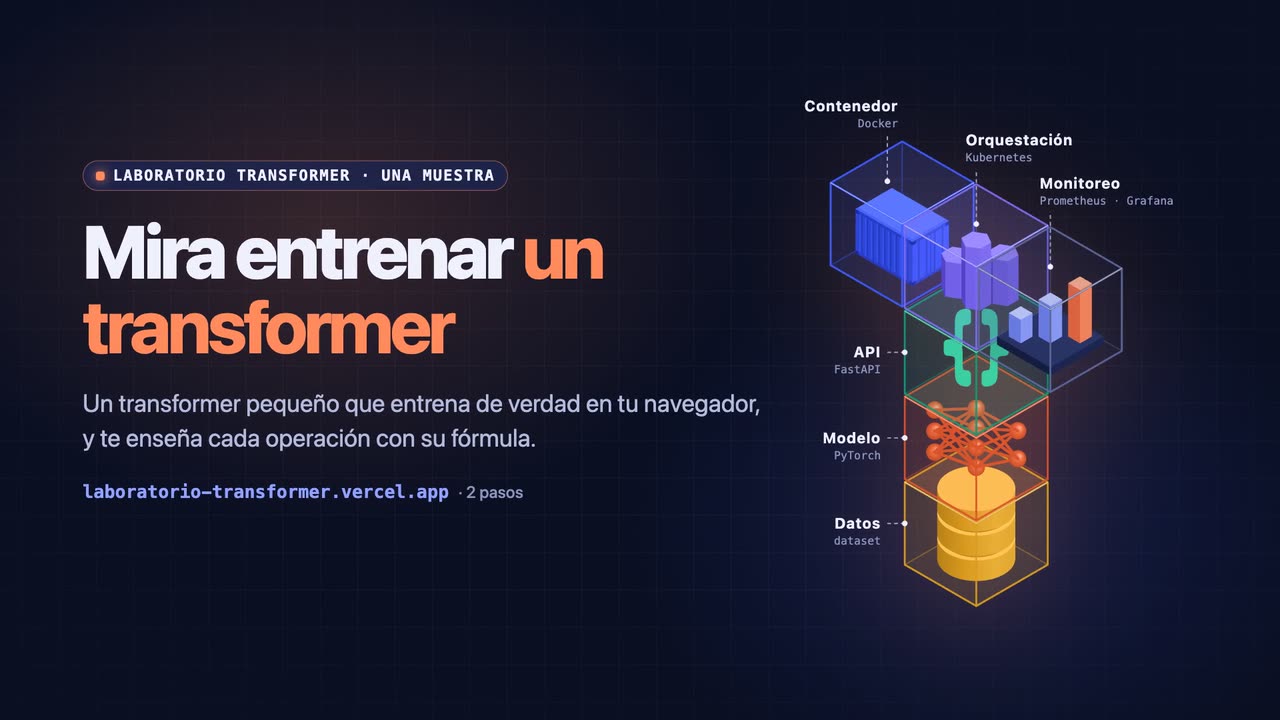 LABORATORIO TRANSFORMER · UNA MUESTRA
Mira entrenar un
transformer
Un transformer pequeño que entrena de verdad en tu navegador,
y te enseña cada operación con su fórmula.
laboratorio-transformer.vercel.app · 2 pasos
Contenedor
Docker
Orquestación
Kubernetes
Monitoreo
Prometheus · Grafana
API
FastAPI
Modelo
PyTorch
Datos
dataset